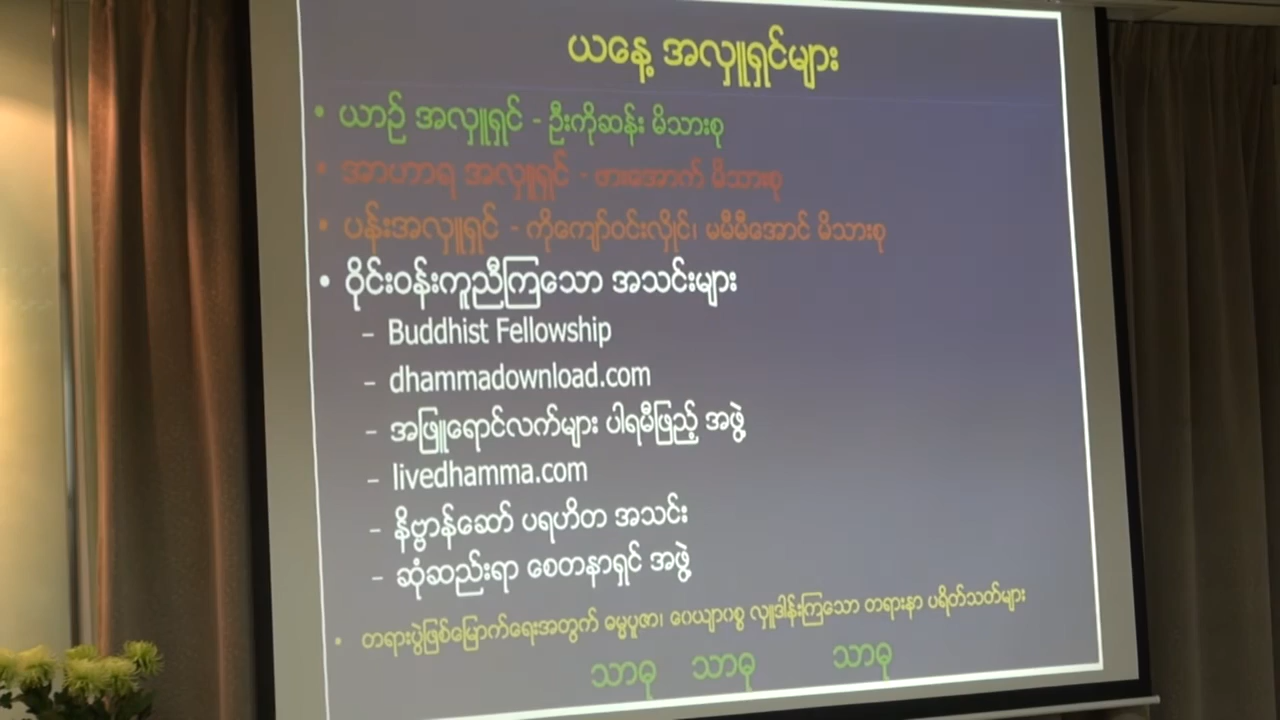 ယနေ့ အလှူရှင်များ
• ယာဉ် အလှူရှင် - ဦးကိုဆန်း မိသားစု
• အာဟာရ အလှူရှင် - စားအောက် မိသားစု
• ပန်းအလှူရှင် - ကိုကျော်ဝင်းလှိုင်၊ မမီမီအောင် မိသားစု
• ဝိုင်းဝန်းကူညီကြသော အသင်းများ
– Buddhist Fellowship
– dhammadownload.com
– အဖြူရောင်လက်များ ပါရမီဖြည့် အဖွဲ့
– livedhamma.com
– နိဗ္ဗာန်ဆော် ပရဟိတ အသင်း
– ဆုံဆည်းရာ စေတနာရှင် အဖွဲ့
• တရားပွဲဖြစ်မြောက်ရေးအတွက် ဓမ္မပူဇာ၊ ဝေယျာဝစ္စ လှူဒါန်းကြသော တရားနာ ပရိတ်သတ်များ
သာဓု သာဓု သာဓု